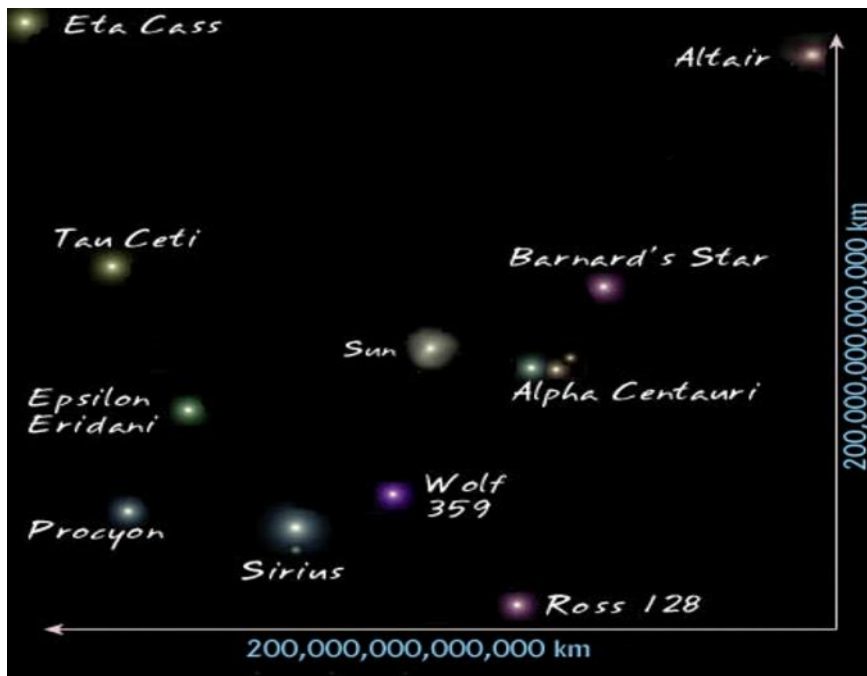 Eta Cass
Altair
Tau Ceti
Barnard's Star
Sun
Alpha Centauri
Epsilon
Eridani
Wolf
359
Procyon
Sirius
Ross 128
200,000,000,000,000 km
200,000,000,000,000 km